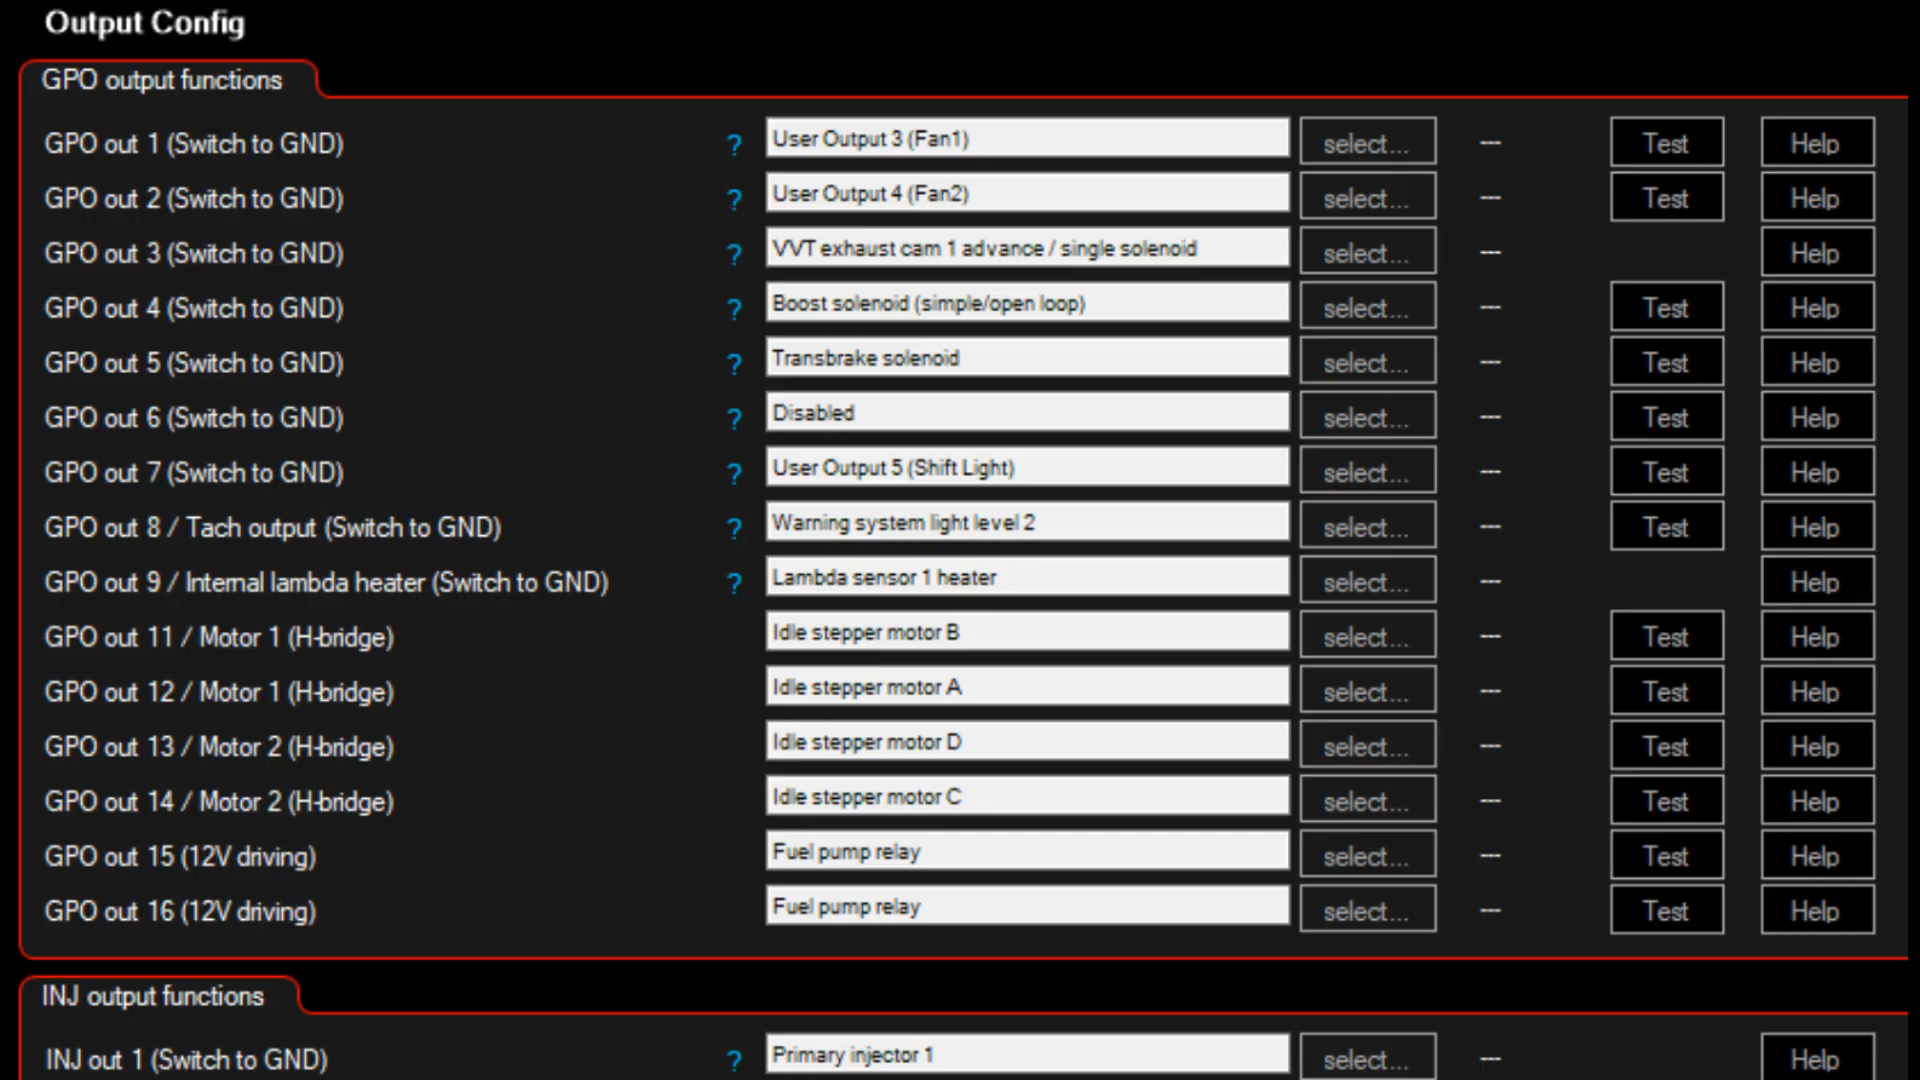 Output Config
GPO output functions
GPO out 1 (Switch to GND) ? User Output 3 (Fan1) select... --- Test Help
GPO out 2 (Switch to GND) ? User Output 4 (Fan2) select... --- Test Help
GPO out 3 (Switch to GND) ? VVT exhaust cam 1 advance / single solenoid select... --- Help
GPO out 4 (Switch to GND) ? Boost solenoid (simple/open loop) select... --- Test Help
GPO out 5 (Switch to GND) ? Transbrake solenoid select... --- Test Help
GPO out 6 (Switch to GND) ? Disabled select... --- Test Help
GPO out 7 (Switch to GND) ? User Output 5 (Shift Light) select... --- Test Help
GPO out 8 / Tach output (Switch to GND) ? Warning system light level 2 select... --- Test Help
GPO out 9 / Internal lambda heater (Switch to GND) ? Lambda sensor 1 heater select... --- Help
GPO out 11 / Motor 1 (H-bridge) Idle stepper motor B select... --- Test Help
GPO out 12 / Motor 1 (H-bridge) Idle stepper motor A select... --- Test Help
GPO out 13 / Motor 2 (H-bridge) Idle stepper motor D select... --- Test Help
GPO out 14 / Motor 2 (H-bridge) Idle stepper motor C select... --- Test Help
GPO out 15 (12V driving) Fuel pump relay select... --- Test Help
GPO out 16 (12V driving) Fuel pump relay select... --- Test Help
INJ output functions
INJ out 1 (Switch to GND) ? Primary injector 1 select... --- Help